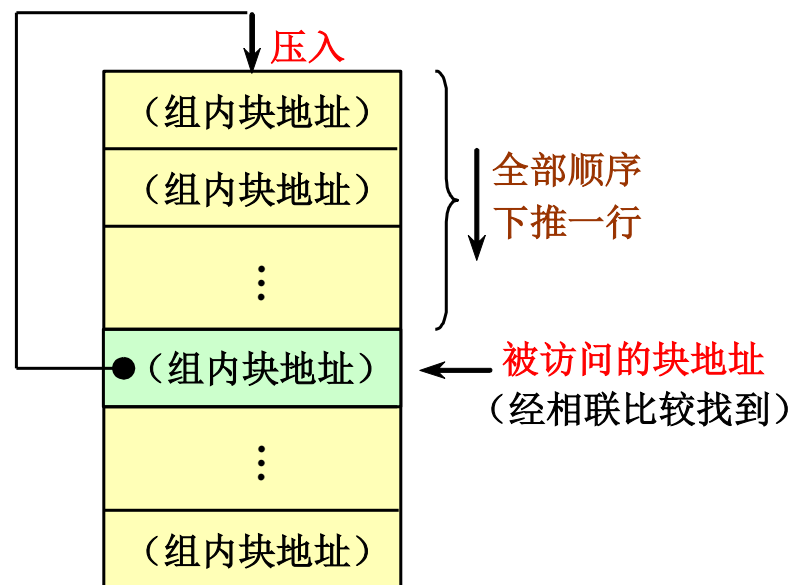 压入
（组内块地址）
（组内块地址）
全部顺序
下推一行
⋮
（组内块地址）
被访问的块地址
（经相联比较找到）
⋮
（组内块地址）